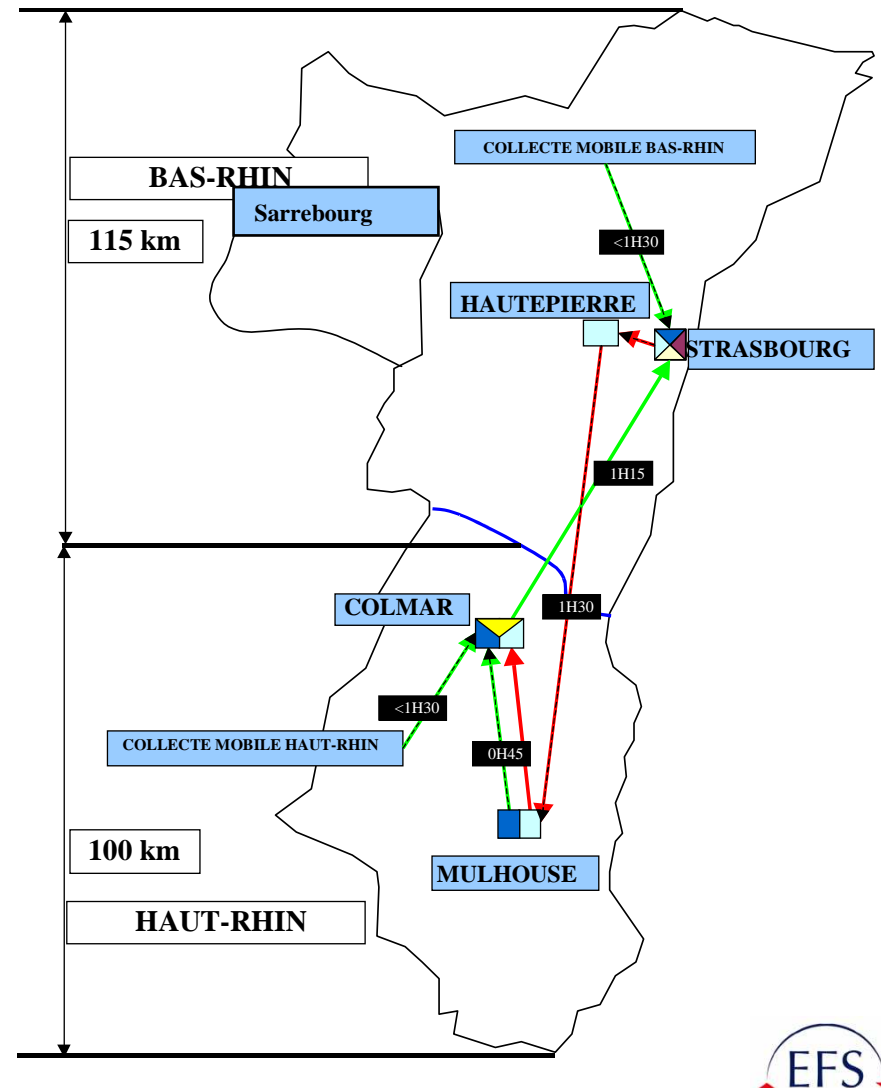 COLLECTE MOBILE BAS-RHIN
BAS-RHIN
Sarrebourg
115 km
<1H30
HAUTEPIERRE
STRASBOURG
1H15
COLMAR
1H30
<1H30
COLLECTE MOBILE HAUT-RHIN
0H45
100 km
MULHOUSE
HAUT-RHIN
EFS